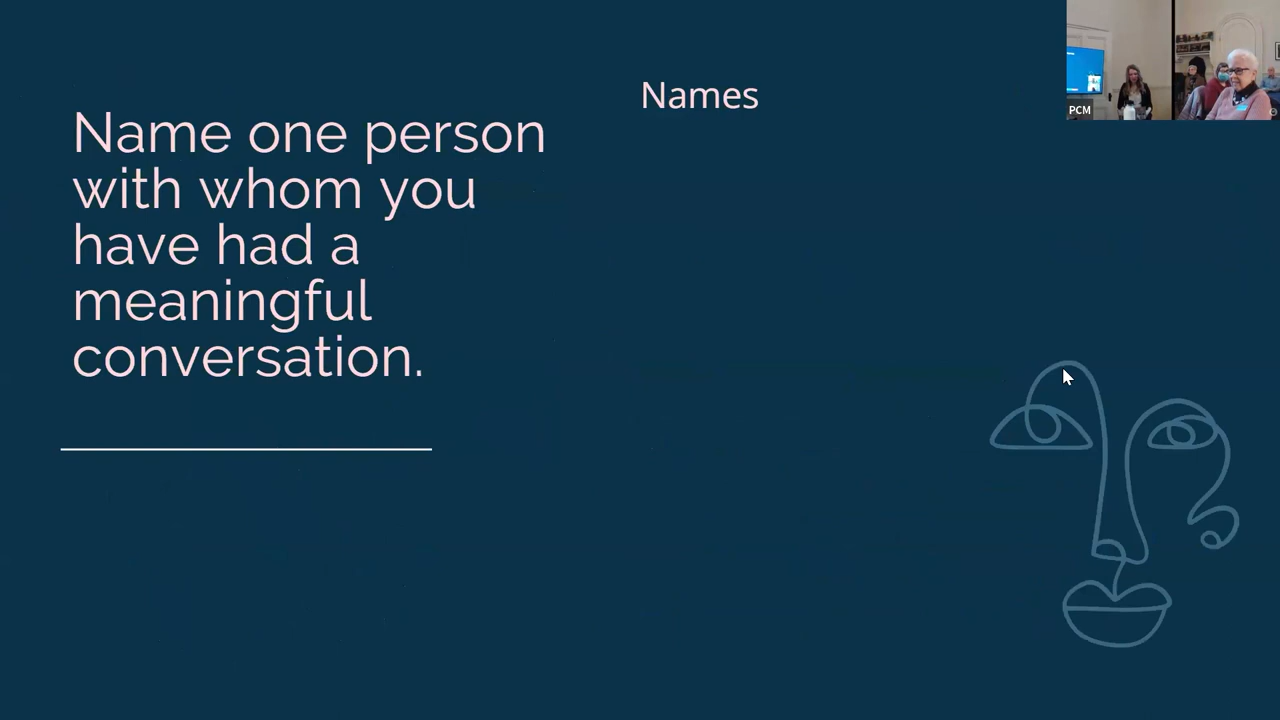 Name one person
with whom you
have had a
meaningful
conversation.
Names
PCM